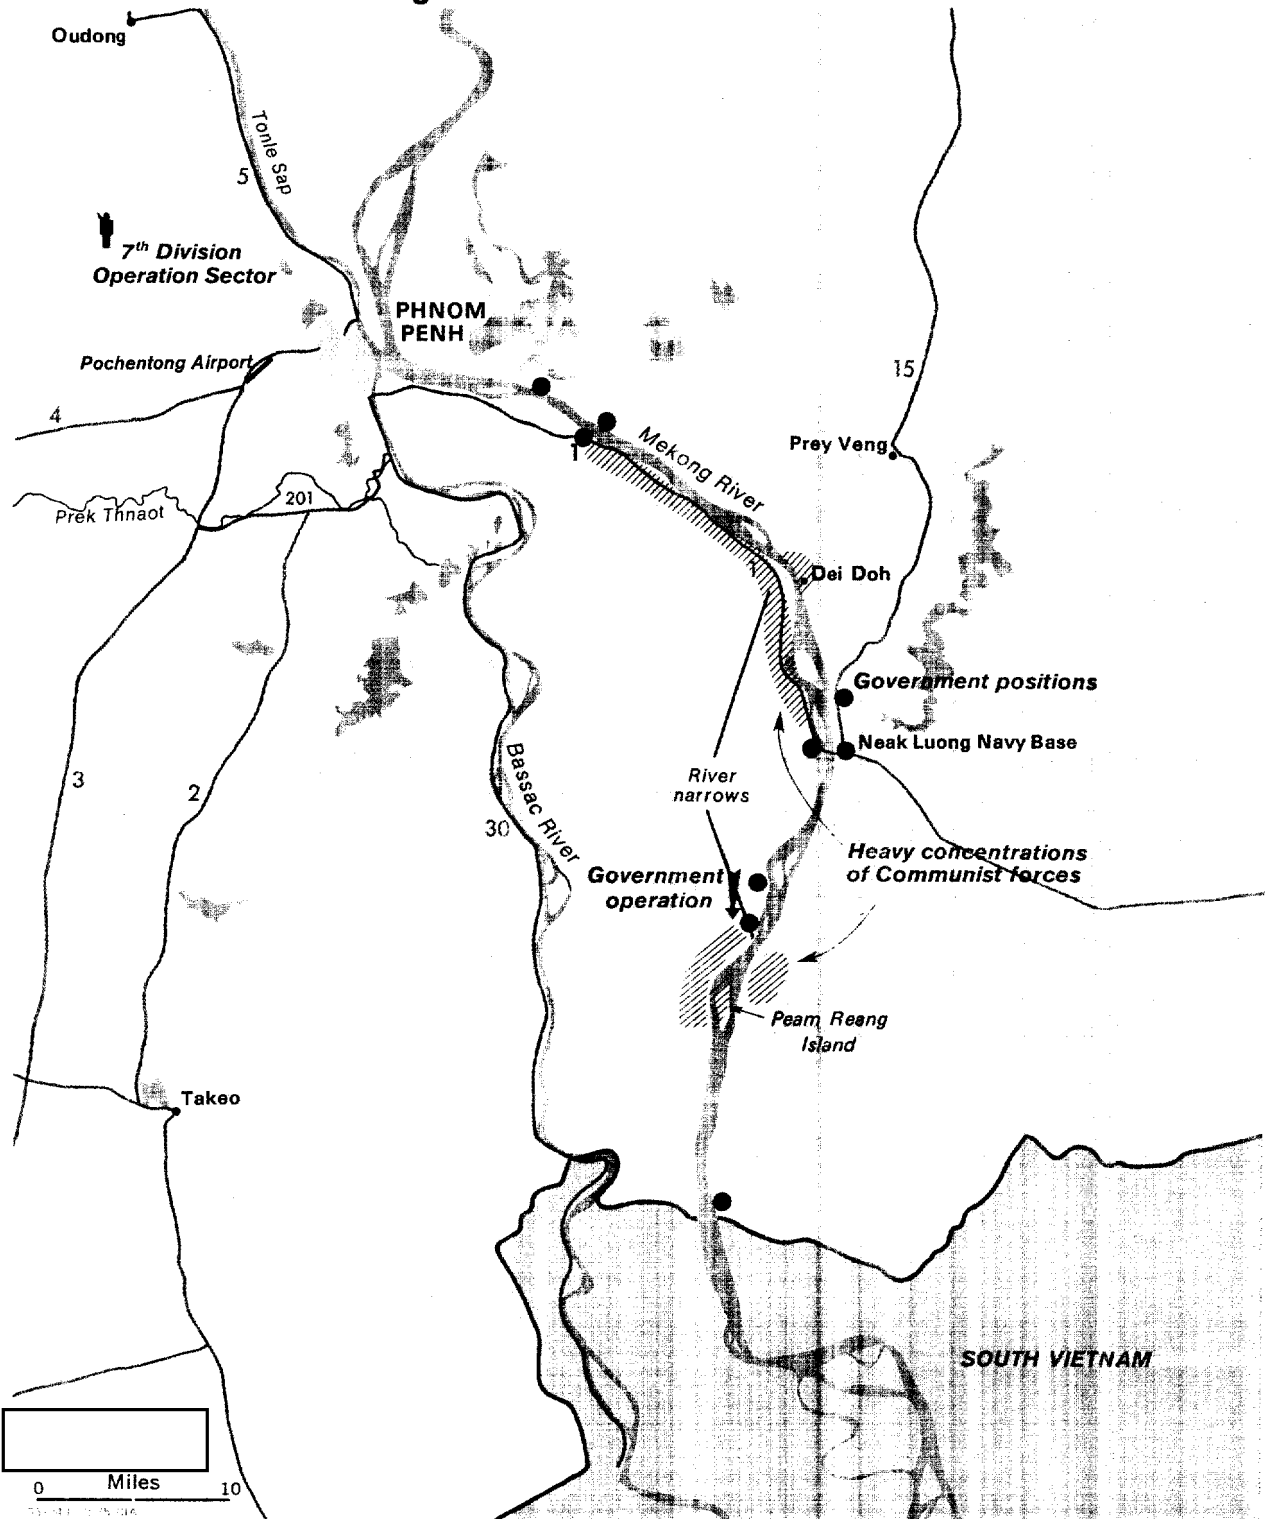 Oudong
Tonle Sap
5
7th Division
Operation Sector
PHNOM
PENH
Pochentong Airport
4
15
Prey Veng
1
Mekong River
201
Prek Thnaot
1
Dei Doh
Government positions
Neak Luong Navy Base
River
narrows
3
2
30
Bassac River
Heavy concentrations
of Communist forces
Government
operation
Peam Reang
Island
Takeo
SOUTH VIETNAM
Miles
0
10